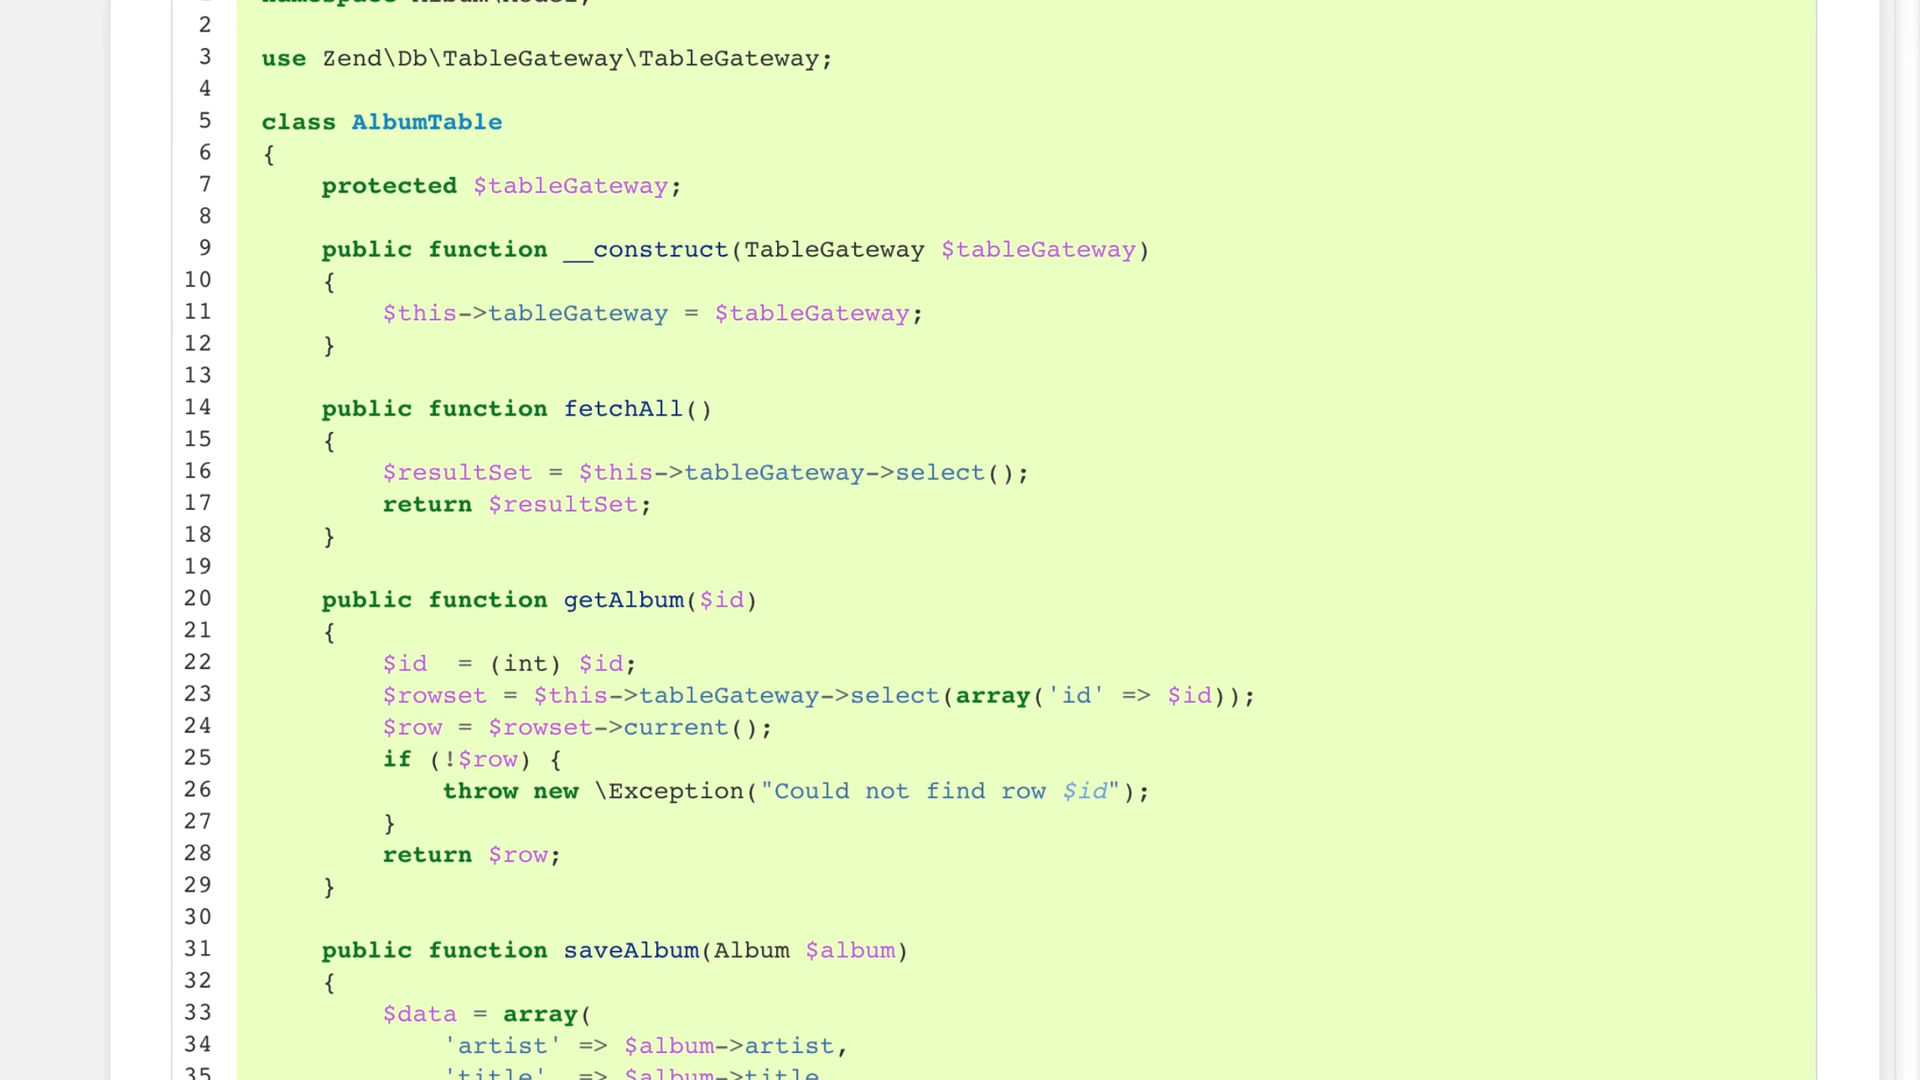 2
3 use Zend\Db\TableGateway\TableGateway;
4
5 class AlbumTable
6 {
7     protected $tableGateway;
8
9     public function __construct(TableGateway $tableGateway)
10     {
11         $this->tableGateway = $tableGateway;
12     }
13
14     public function fetchAll()
15     {
16         $resultSet = $this->tableGateway->select();
17         return $resultSet;
18     }
19
20     public function getAlbum($id)
21     {
22         $id  = (int) $id;
23         $rowset = $this->tableGateway->select(array('id' => $id));
24         $row = $rowset->current();
25         if (!$row) {
26             throw new \Exception("Could not find row $id");
27         }
28         return $row;
29     }
30
31     public function saveAlbum(Album $album)
32     {
33         $data = array(
34             'artist' => $album->artist,
35             'title'  => $album->title